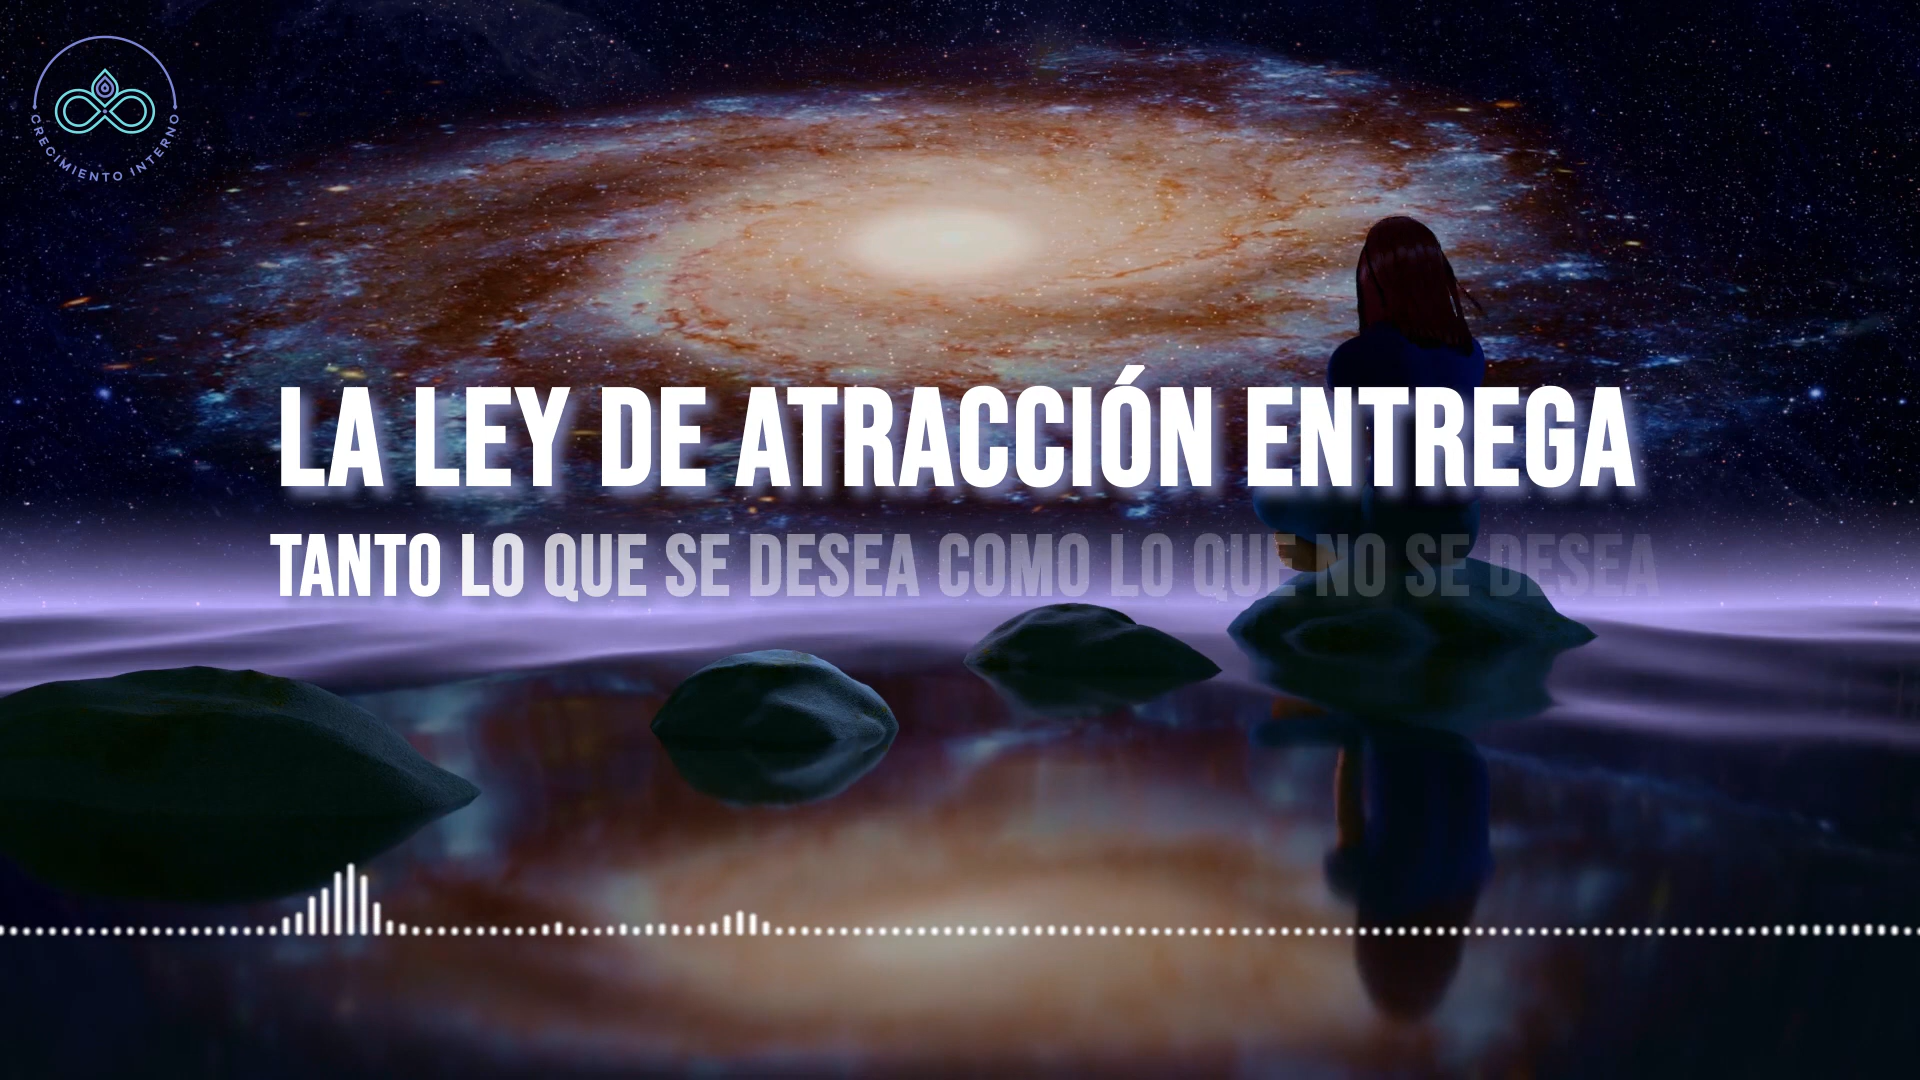 CRECIMIENTO INTERNO
LA LEY DE ATRACCIÓN ENTREGA
TANTO LO QUE SE DESEA COMO LO QUE NO SE DESEA